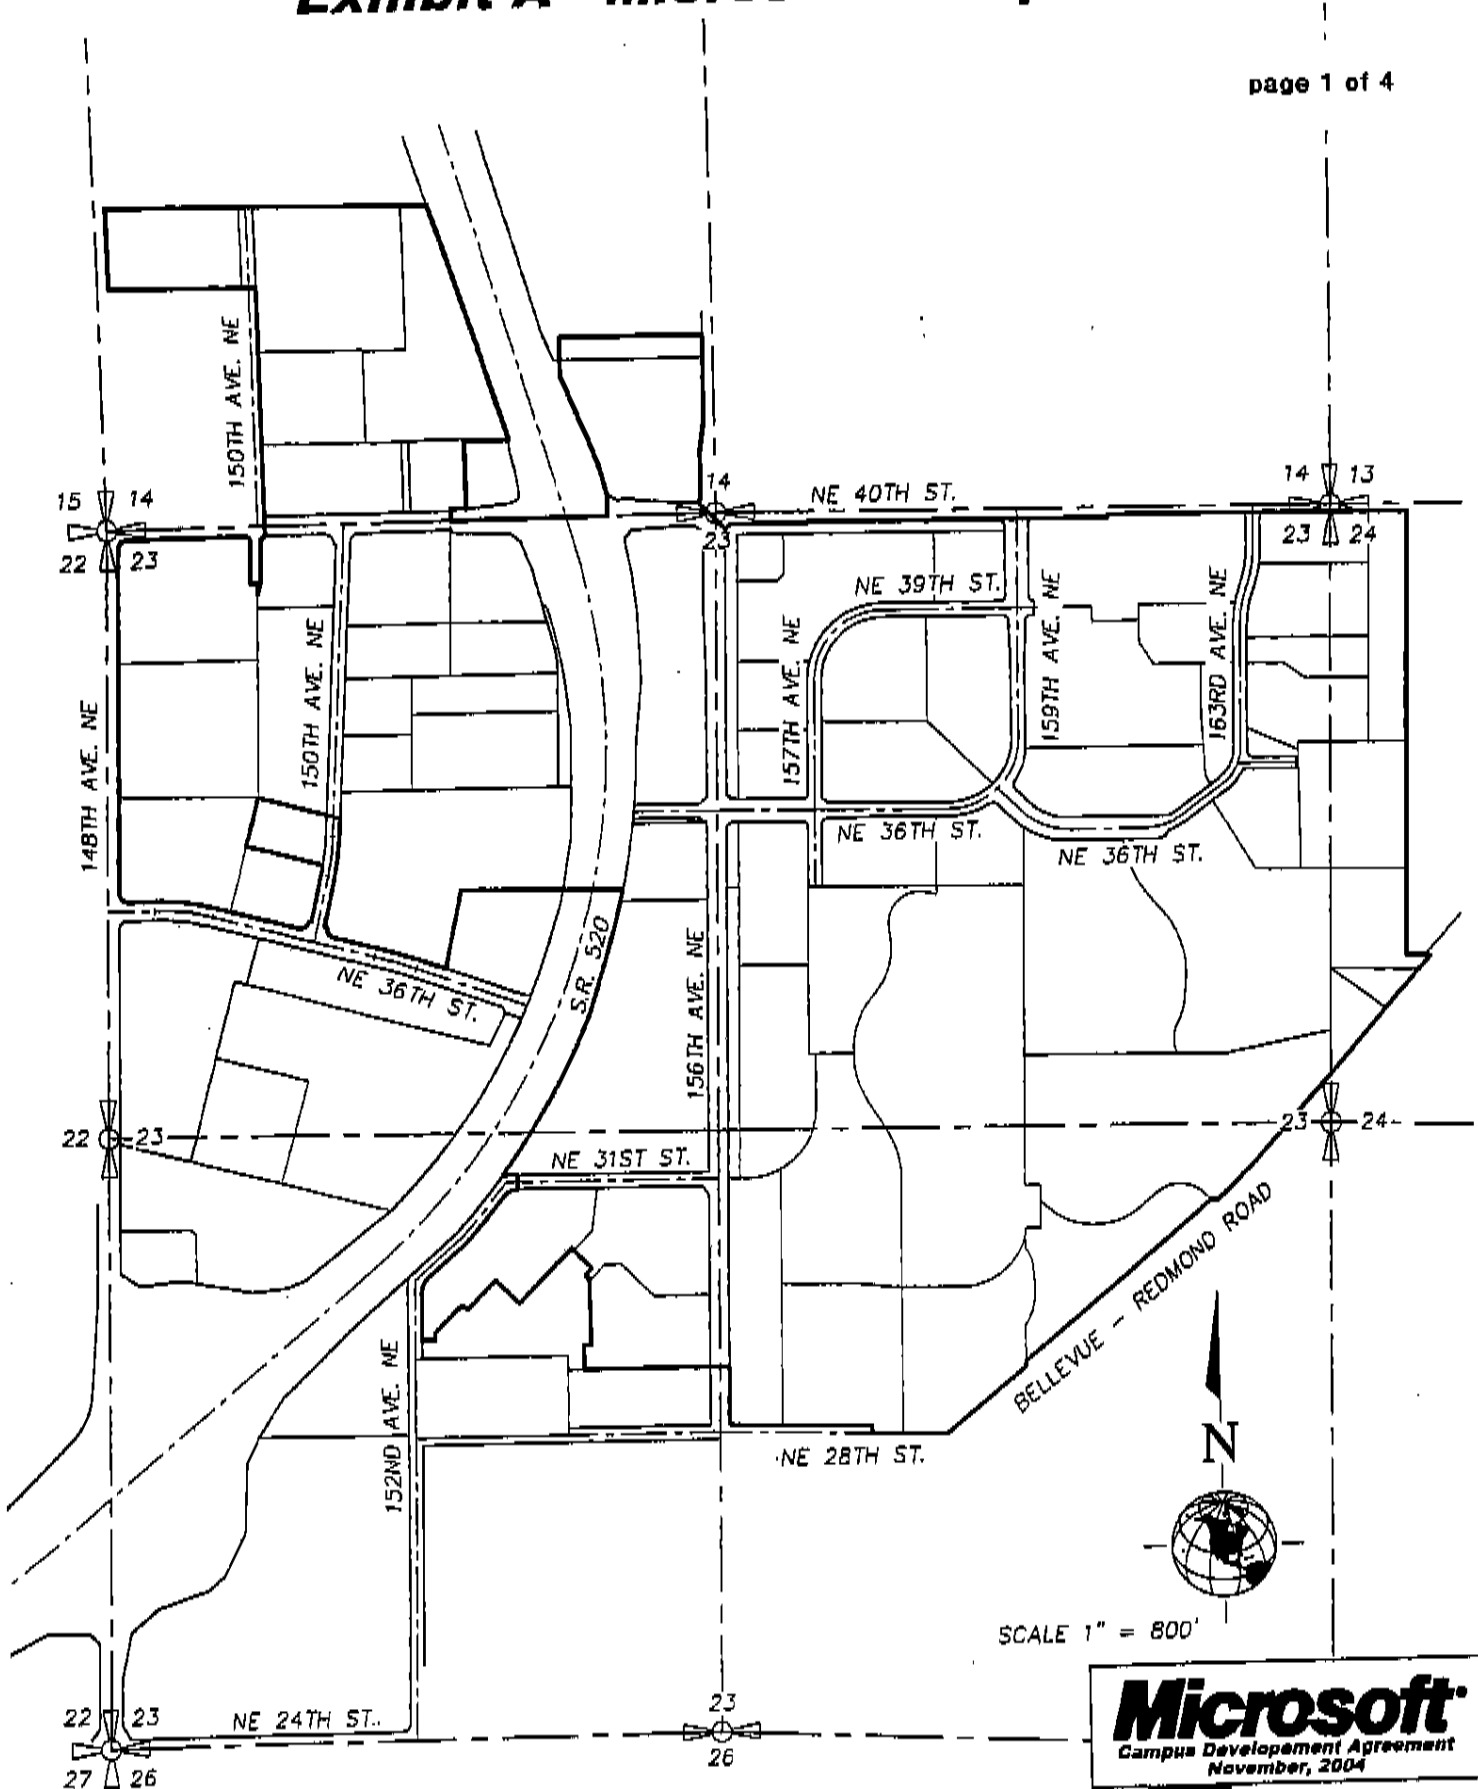 Exhibit A
page 1 of 4
150TH AVE. NE
15 14
22 23
14
23
NE 40TH ST.
14 13
23 24
NE 39TH ST.
148TH AVE. NE
150TH AVE. NE
157TH AVE. NE
159TH AVE. NE
163RD AVE. NE
NE 36TH ST.
NE 36TH ST.
NE 36TH ST.
S.R. 520
156TH AVE. NE
22 23
23 24
NE 31ST ST.
BELLEVUE - REDMOND ROAD
152ND AVE. NE
NE 28TH ST.
N
SCALE 1" = 800'
22 23
27 26
NE 24TH ST.
23
26
Microsoft
Campus Developement Agreement
November, 2004